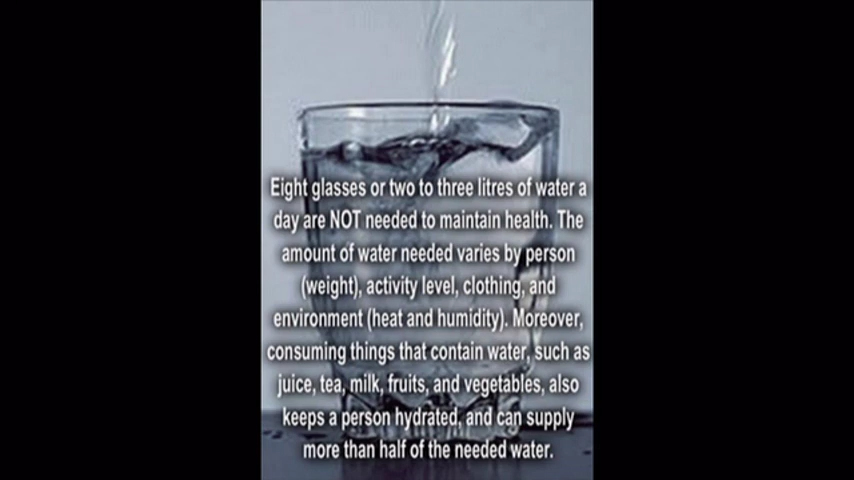 Eight glasses or two to three litres of water a
day are NOT needed to maintain health. The
amount of water needed varies by person
(weight), activity level, clothing, and
environment (heat and humidity). Moreover,
consuming things that contain water, such as
juice, tea, milk, fruits, and vegetables, also
keeps a person hydrated, and can supply
more than half of the needed water.